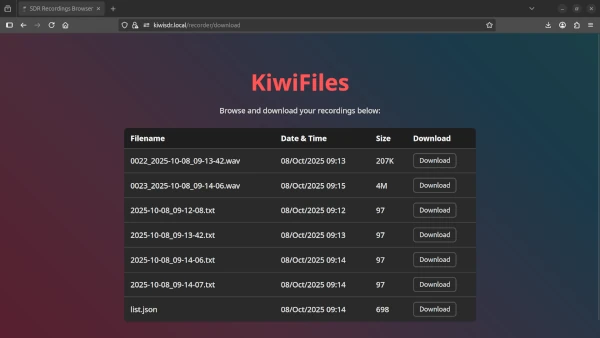 SDR Recordings Browser
kiwisdr.local/recorder/download
KiwiFiles
Browse and download your recordings below:
Filename Date & Time Size Download
0022_2025-10-08_09-13-42.wav 08/Oct/2025 09:13 207K Download
0023_2025-10-08_09-14-06.wav 08/Oct/2025 09:15 4M Download
2025-10-08_09-12-08.txt 08/Oct/2025 09:12 97 Download
2025-10-08_09-13-42.txt 08/Oct/2025 09:13 97 Download
2025-10-08_09-14-06.txt 08/Oct/2025 09:14 97 Download
2025-10-08_09-14-07.txt 08/Oct/2025 09:14 97 Download
list.json 08/Oct/2025 09:14 698 Download